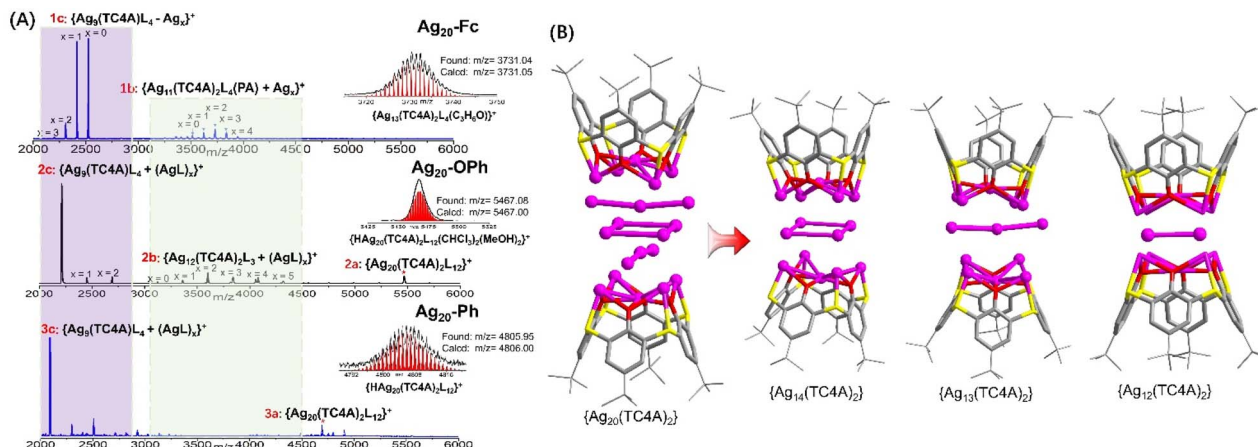 (A)
1c: {Ag₉(TC4A)L₄ - Agₓ}⁺
x = 3
x = 2
x = 1
x = 0
1b: {Ag₁₁(TC4A)₂L₄(PA) + Agₓ}⁺
x = 0
x = 1
x = 2
x = 3
x = 4
Ag₂₀-Fc
Found: m/z= 3731.04
Calcd: m/z= 3731.05
3720 3730 m/z 3740 3750
{Ag₁₃(TC4A)₂L₄(C₃H₆O)}⁺
2000 2500 3000 3500 4000 4500 5000 5500 6000
m/z
2c: {Ag₉(TC4A)L₄ + (AgL)ₓ}⁺
x = 1
x = 2
2b: {Ag₁₂(TC4A)₂L₃ + (AgL)ₓ}⁺
x = 0
x = 1
x = 2
x = 3
x = 4
x = 5
Ag₂₀-OPh
Found: m/z= 5467.08
Calcd: m/z= 5467.00
{HAg₂₀(TC4A)₂L₁₂(CHCl₃)₂(MeOH)₂}⁺
2a: {Ag₂₀(TC4A)₂L₁₂}⁺
2000 2500 3000 3500 4000 4500 5000 5500 6000
m/z
3c: {Ag₉(TC4A)L₄ + (AgL)ₓ}⁺
Ag₂₀-Ph
Found: m/z= 4805.95
Calcd: m/z= 4806.00
{HAg₂₀(TC4A)₂L₁₂}⁺
3a: {Ag₂₀(TC4A)₂L₁₂}⁺
2000 2500 3000 3500 4000 4500 5000 5500 6000
(B)
{Ag₂₀(TC4A)₂}
{Ag₁₄(TC4A)₂}
{Ag₁₃(TC4A)₂}
{Ag₁₂(TC4A)₂}